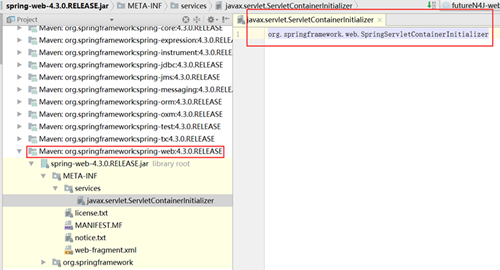 spring-web-4.3.0.RELEASE.jar META-INF services javax.servlet.ServletContainerInitializer futureN4J-web
Maven: org.springframework:spring-core:4.3.0.RELEASE
Maven: org.springframework:spring-expression:4.3.0.RELEASE
Maven: org.springframework:spring-instrument:4.3.0.RELEASE
Maven: org.springframework:spring-jdbc:4.3.0.RELEASE
Maven: org.springframework:spring-jms:4.3.0.RELEASE
Maven: org.springframework:spring-messaging:4.3.0.RELEASE
Maven: org.springframework:spring-orm:4.3.0.RELEASE
Maven: org.springframework:spring-oxm:4.3.0.RELEASE
Maven: org.springframework:spring-test:4.3.0.RELEASE
Maven: org.springframework:spring-tx:4.3.0.RELEASE
Maven: org.springframework:spring-web:4.3.0.RELEASE
spring-web-4.3.0.RELEASE.jar library root
META-INF
services
javax.servlet.ServletContainerInitializer
license.txt
MANIFEST.MF
notice.txt
web-fragment.xml
org.springframework
javax.servlet.ServletContainerInitializer
1 org.springframework.web.SpringServletContainerInitializer